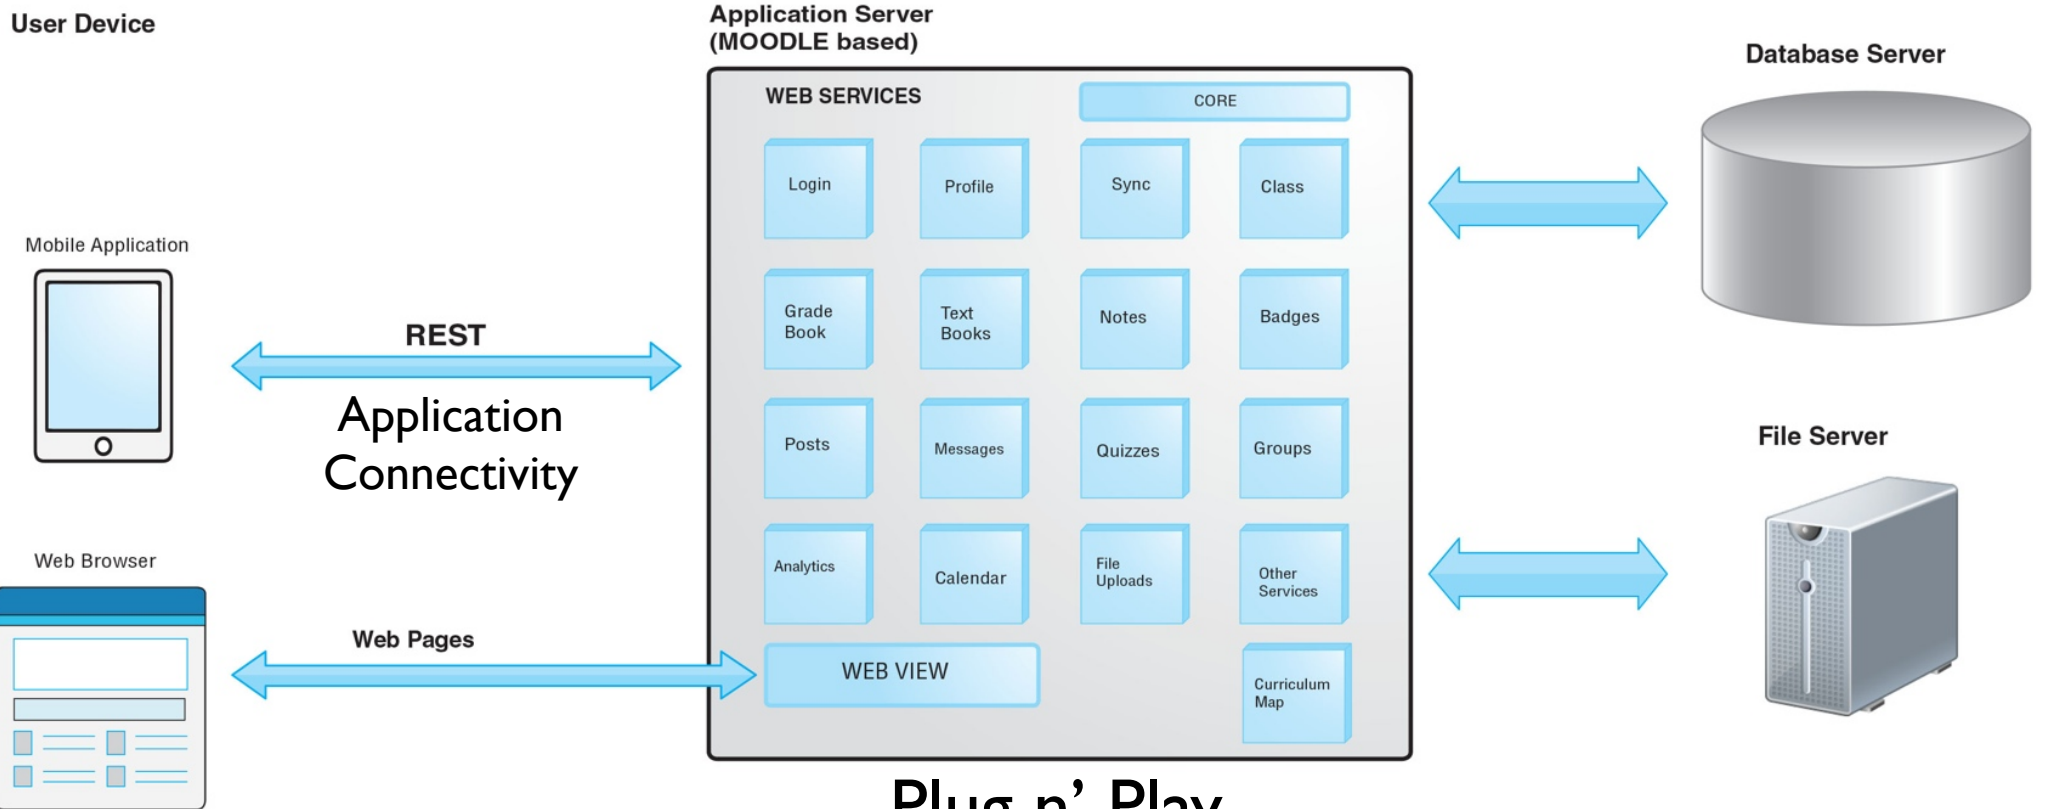 User Device
Application Server
(MOODLE based)
Database Server
WEB SERVICES
CORE
Login
Profile
Sync
Class
Mobile Application
Grade
Book
Text
Books
Notes
Badges
REST
Application
Connectivity
Posts
Messages
Quizzes
Groups
File Server
Web Browser
Analytics
Calendar
File
Uploads
Other
Services
Web Pages
WEB VIEW
Curriculum
Map
Plug n’ Play